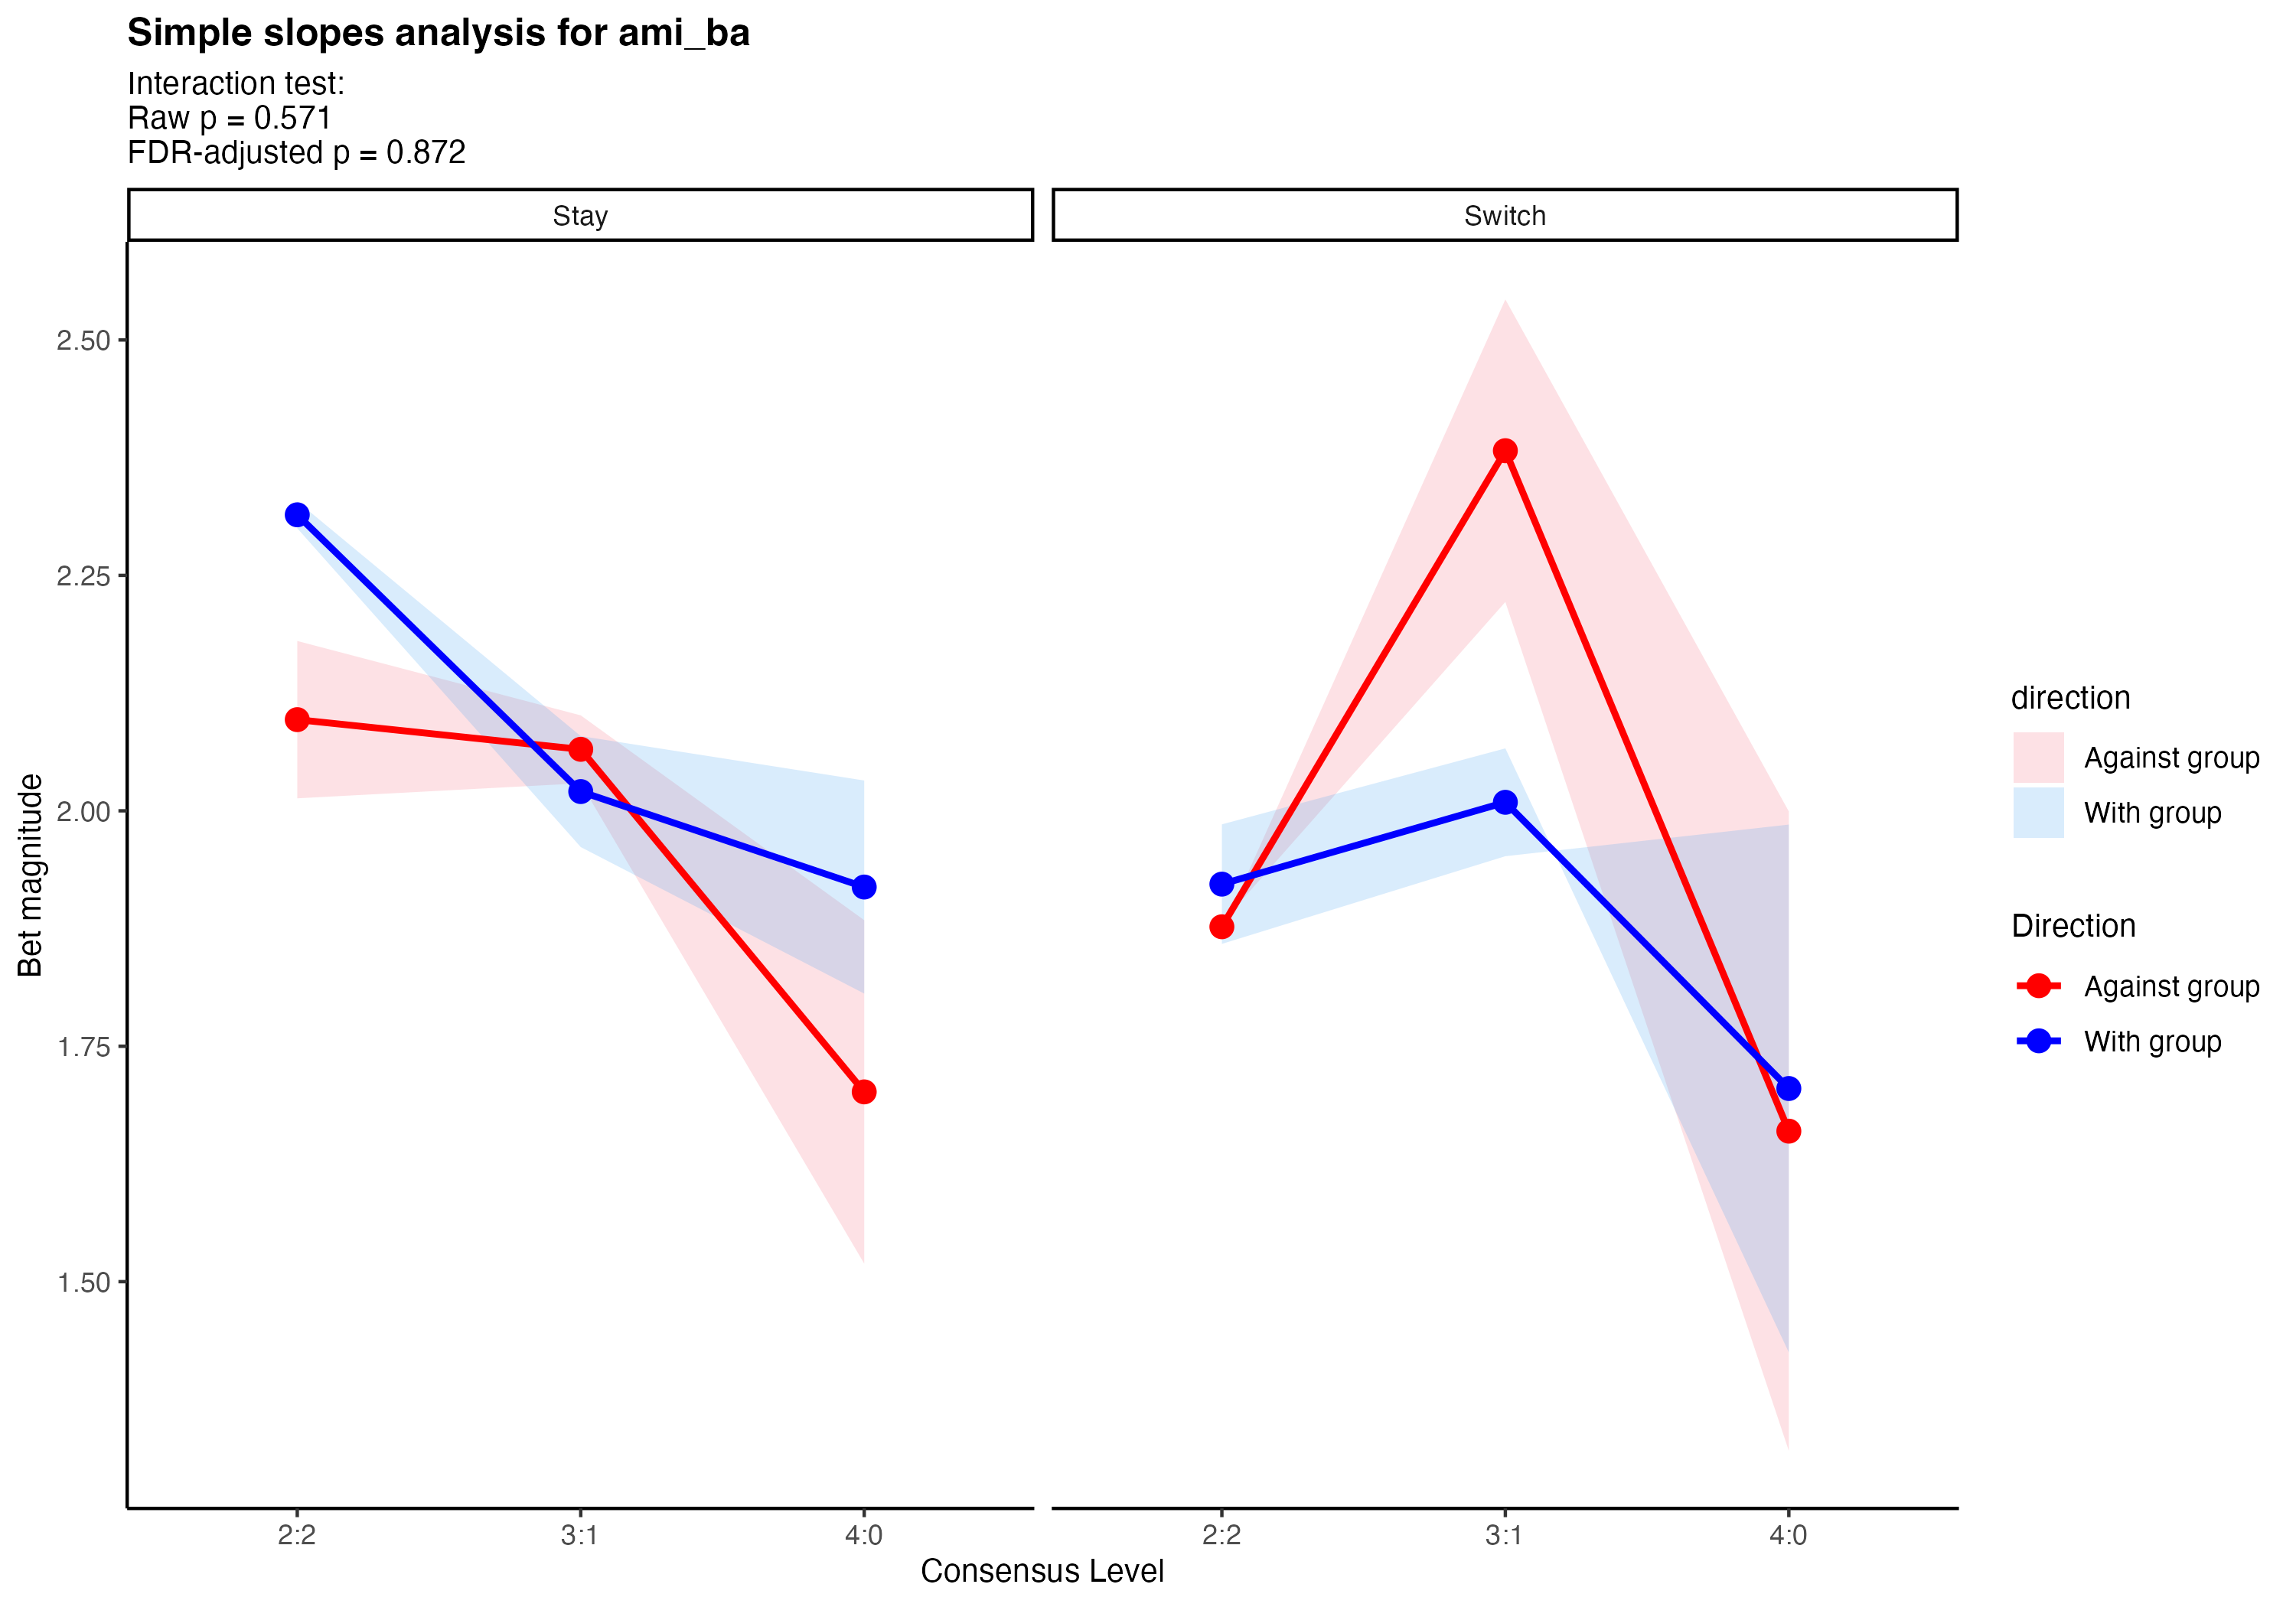 Simple slopes analysis for ami_ba
Interaction test:
Raw p = 0.571
FDR-adjusted p = 0.872
Stay
Switch
2.50
2.25
2.00
1.75
1.50
Bet magnitude
2:2
3:1
4:0
2:2
3:1
4:0
Consensus Level
direction
Against group
With group
Direction
Against group
With group